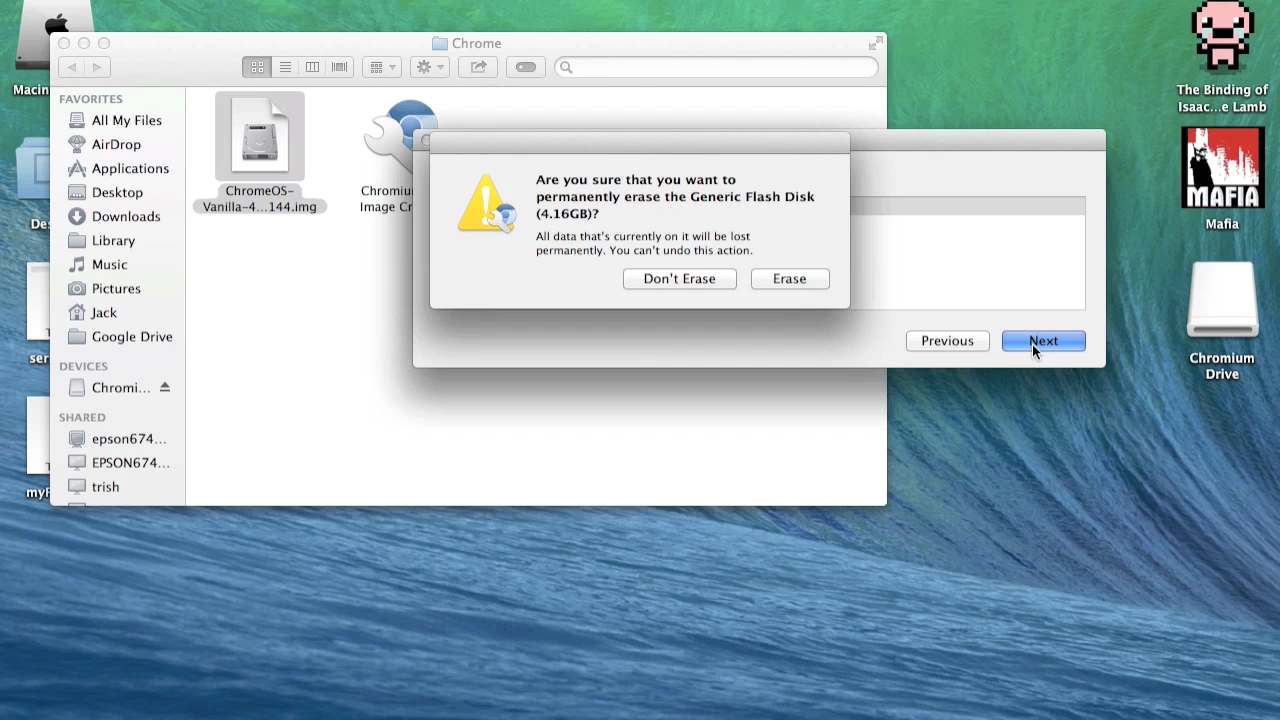 Chrome
Macin
FAVORITES
All My Files
AirDrop
Applications
Desktop
Downloads
Library
Music
Pictures
Jack
Google Drive
DEVICES
Chromi...
SHARED
epson674...
EPSON674...
trish
ChromeOS-
Vanilla-4...144.img
Chromiu
Image Cr
Are you sure that you want to
permanently erase the Generic Flash Disk
(4.16GB)?
All data that's currently on it will be lost
permanently. You can't undo this action.
Don't Erase
Erase
Previous
Next
The Binding of
Isaac...e Lamb
MAFIA
Mafia
Chromium
Drive
Des
ser
myF